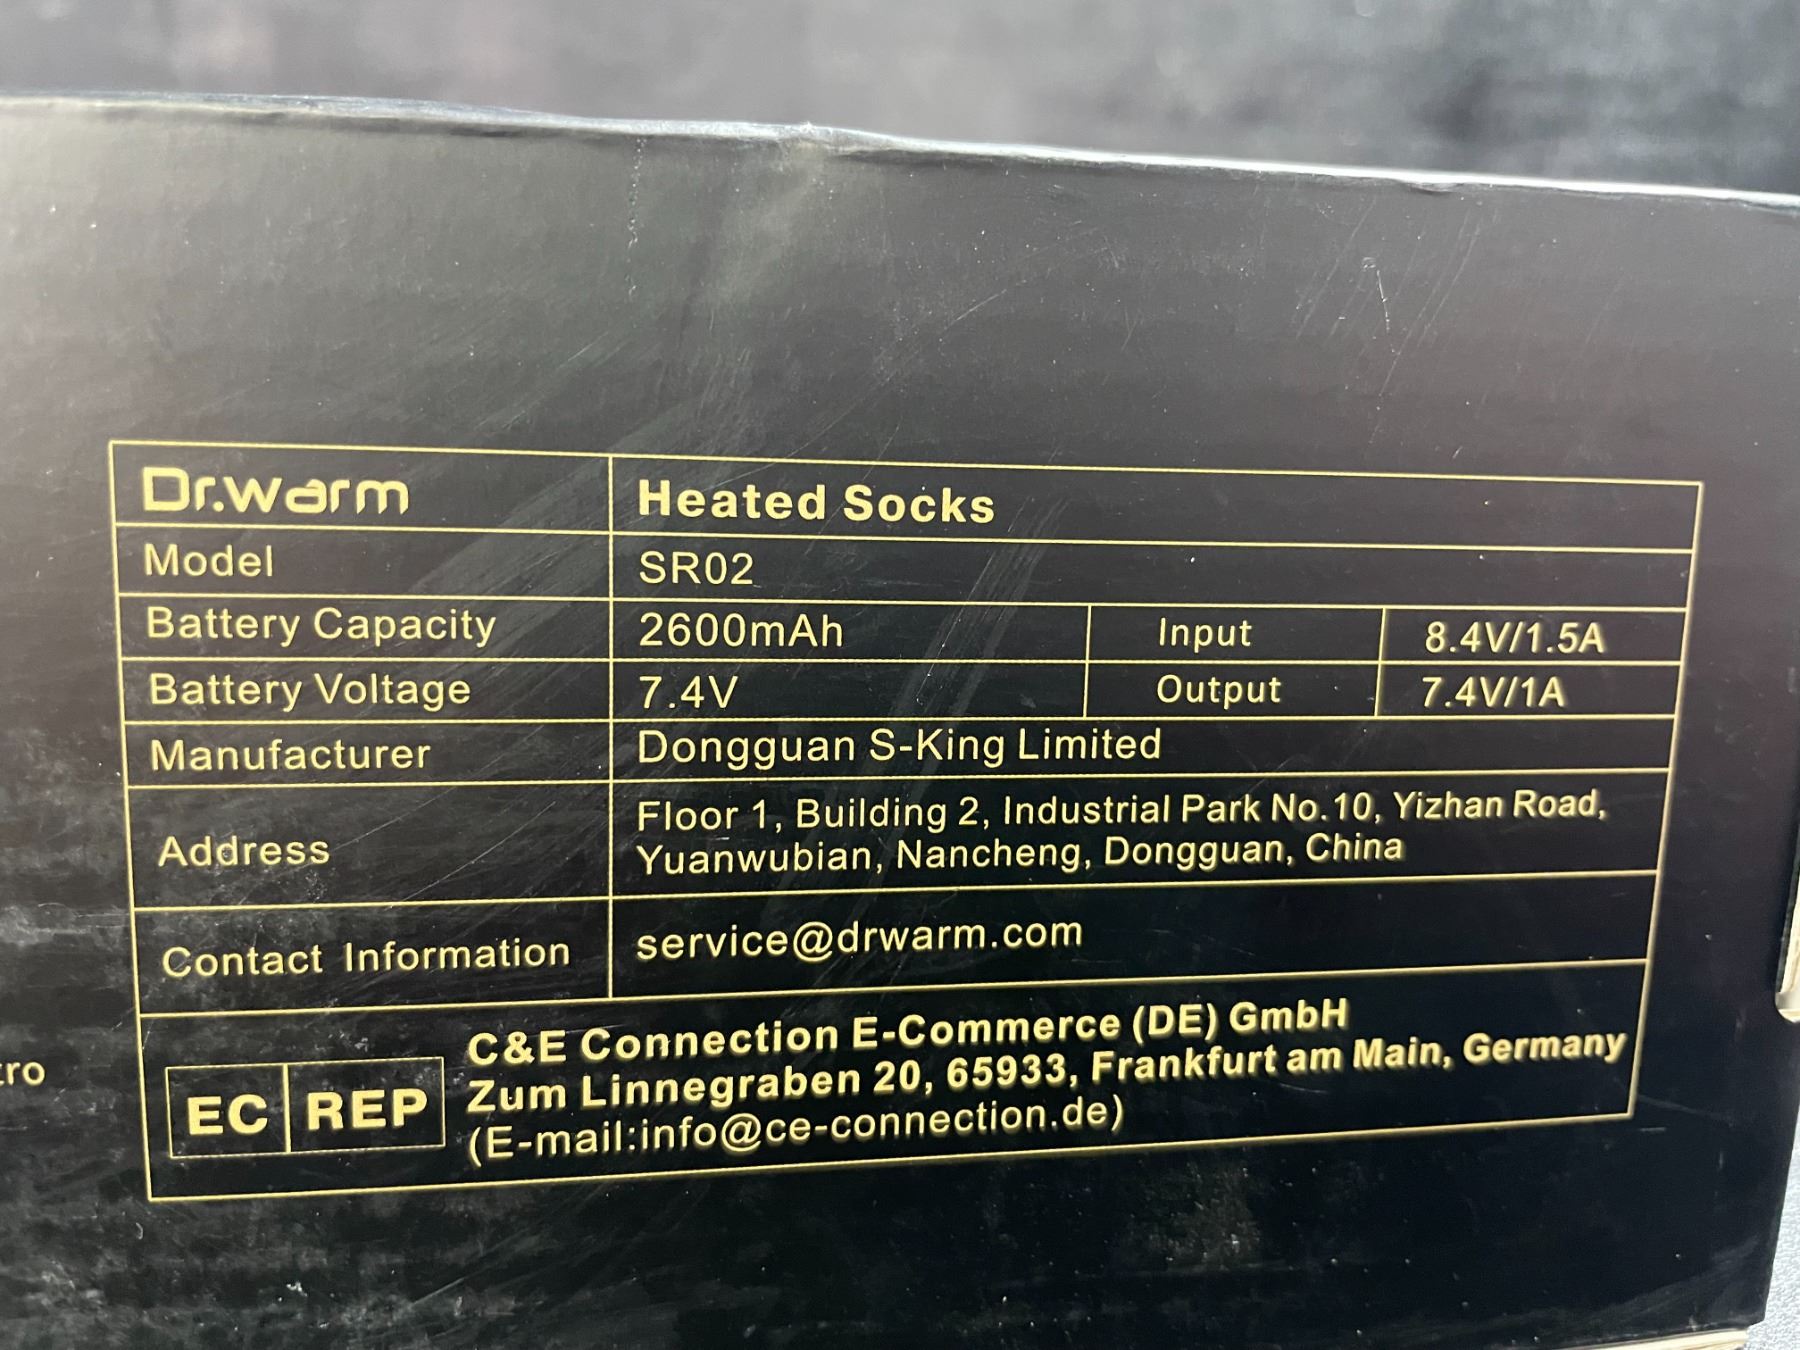 Dr.warm Heated Socks
Model SR02
Battery Capacity 2600mAh Input 8.4V/1.5A
Battery Voltage 7.4V Output 7.4V/1A
Manufacturer Dongguan S-King Limited
Address Floor 1, Building 2, Industrial Park No.10, Yizhan Road,
Yuanwubian, Nancheng, Dongguan, China
Contact Information service@drwarm.com
EC REP C&E Connection E-Commerce (DE) GmbH
Zum Linnegraben 20, 65933, Frankfurt am Main, Germany
(E-mail:info@ce-connection.de)